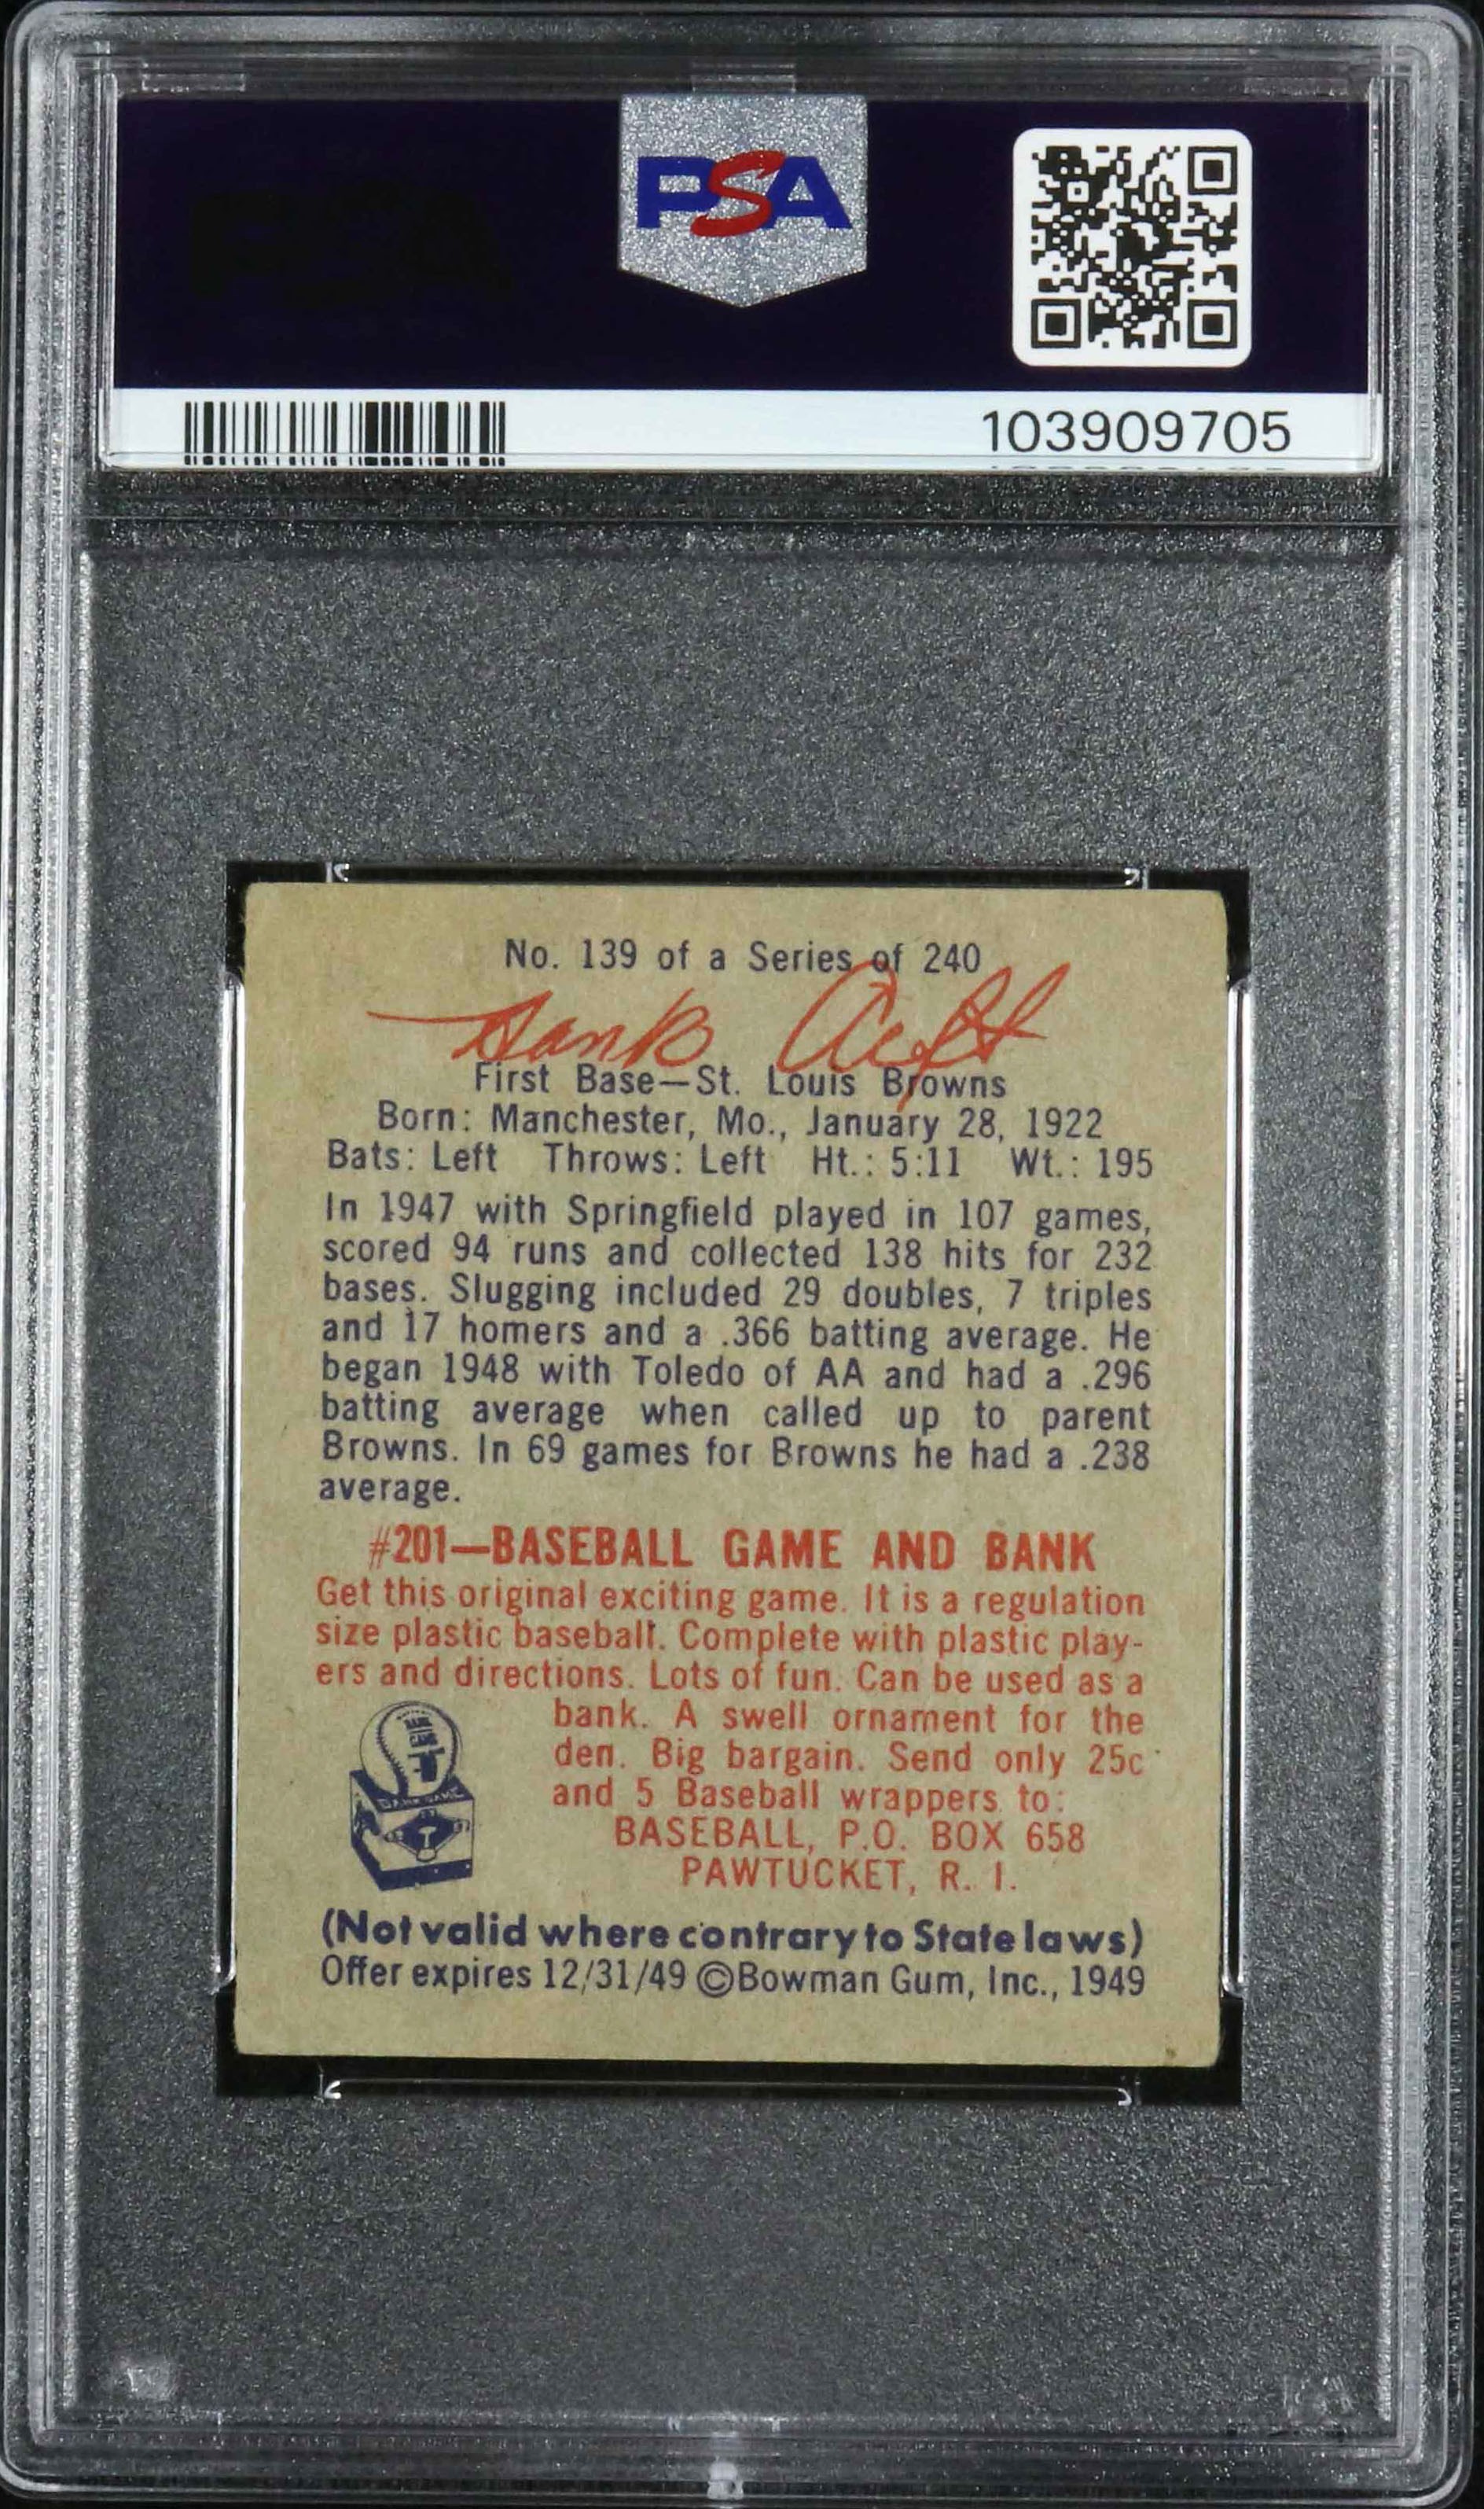 PSA
103909705
No. 139 of a Series of 240
Hank Arft
First Base—St. Louis Browns
Born: Manchester, Mo., January 28, 1922
Bats: Left Throws: Left Ht.: 5:11 Wt.: 195
In 1947 with Springfield played in 107 games,
scored 94 runs and collected 138 hits for 232
bases. Slugging included 29 doubles, 7 triples
and 17 homers and a .366 batting average. He
began 1948 with Toledo of AA and had a .296
batting average when called up to parent
Browns. In 69 games for Browns he had a .238
average.
#201—BASEBALL GAME AND BANK
Get this original exciting game. It is a regulation
size plastic baseball. Complete with plastic play-
ers and directions. Lots of fun. Can be used as a
bank. A swell ornament for the
den. Big bargain. Send only 25c
and 5 Baseball wrappers to:
BASEBALL, P.O. BOX 658
PAWTUCKET, R. I.
(Not valid where contrary to State laws)
Offer expires 12/31/49 ©Bowman Gum, Inc., 1949